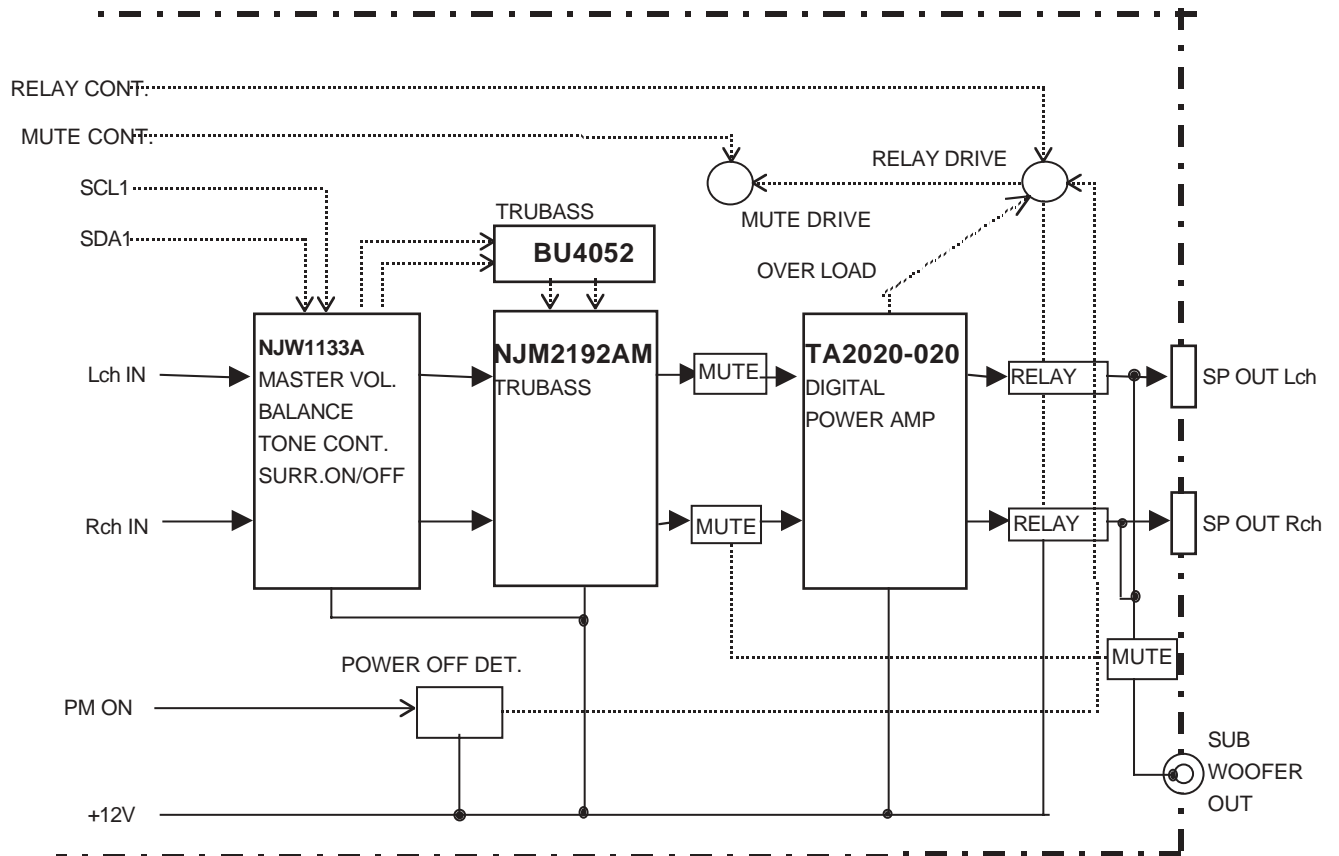 RELAY CONT.
MUTE CONT.
RELAY DRIVE
SCL1
TRUBASS
MUTE DRIVE
SDA1
BU4052
OVER LOAD
NJW1133A
MASTER VOL.
BALANCE
TONE CONT.
SURR.ON/OFF
NJM2192AM
TRUBASS
MUTE
TA2020-020
DIGITAL
POWER AMP
RELAY
SP OUT Lch
Lch IN
Rch IN
MUTE
RELAY
SP OUT Rch
POWER OFF DET.
MUTE
PM ON
SUB
WOOFER
OUT
+12V